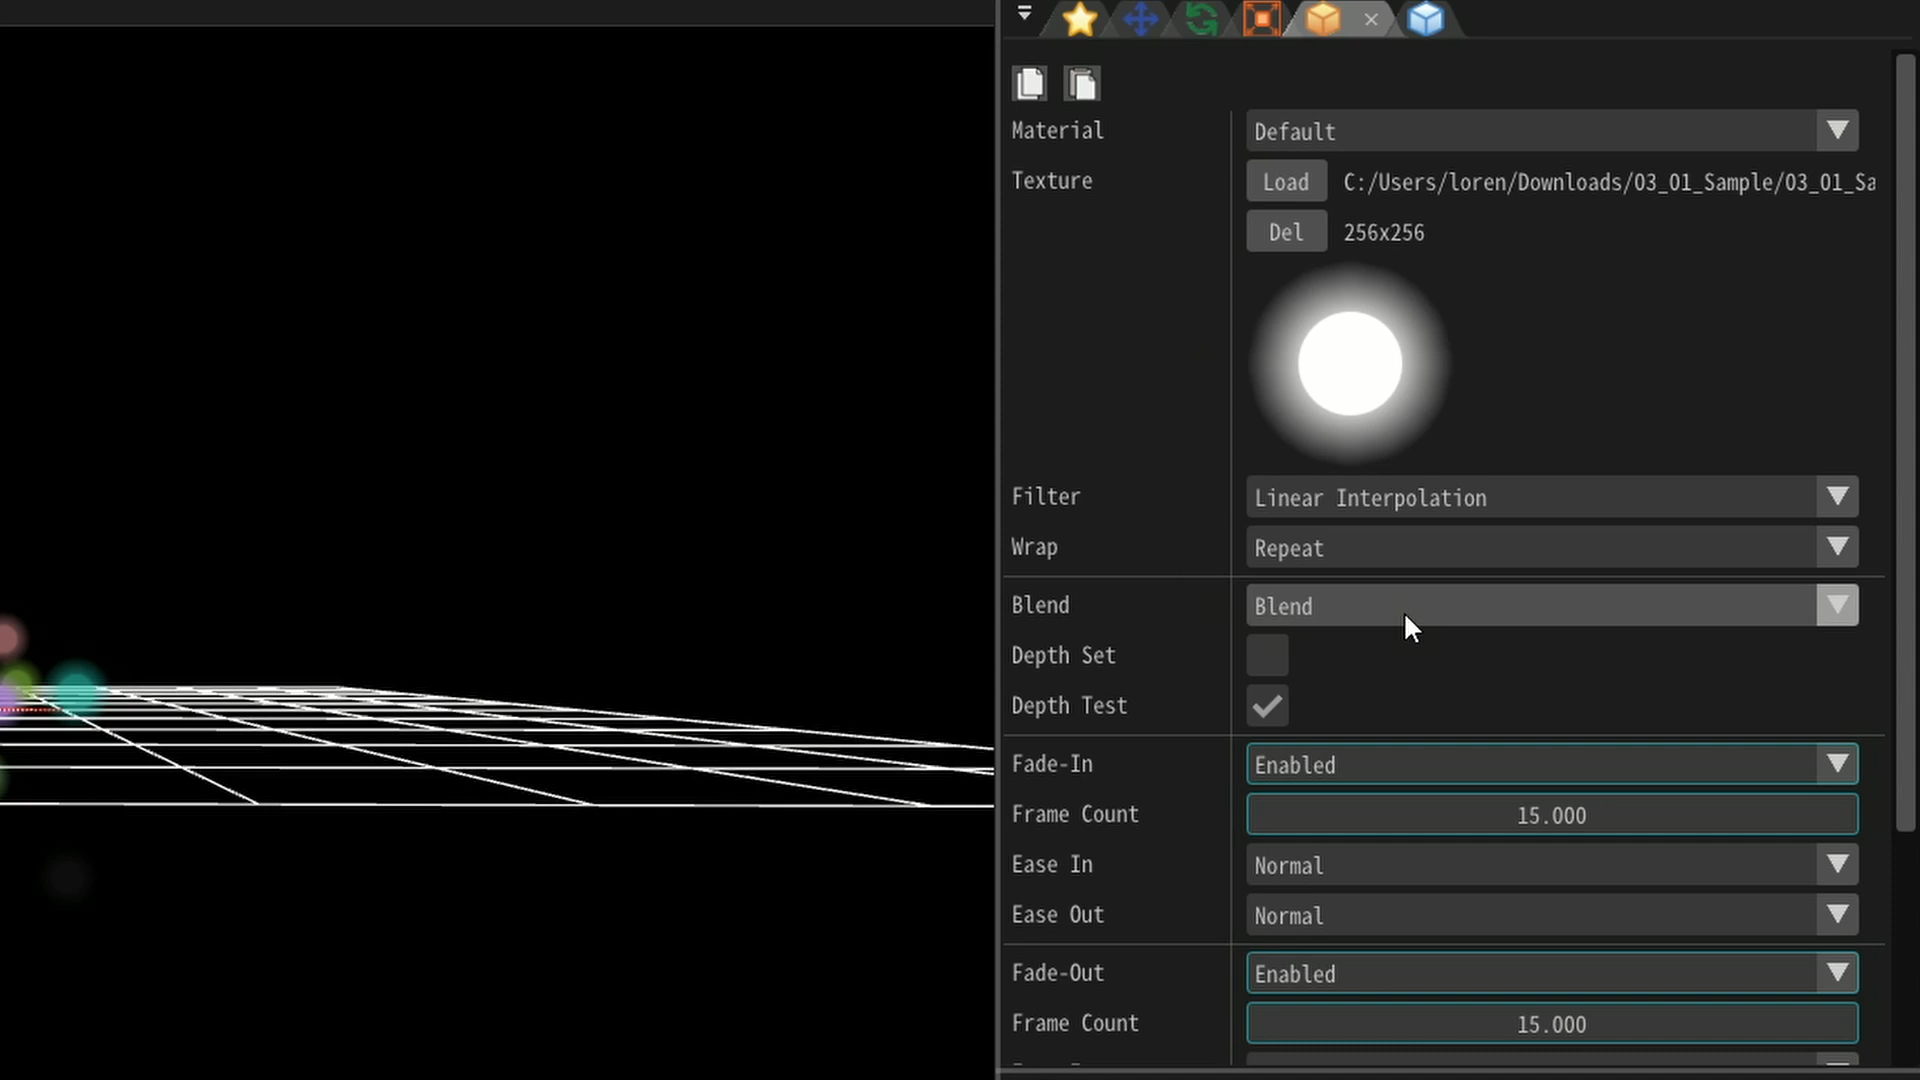 Material Default
Texture Load C:/Users/loren/Downloads/03_01_Sample/03_01_Sa
Del 256x256
Filter Linear Interpolation
Wrap Repeat
Blend Blend
Depth Set
Depth Test
Fade-In Enabled
Frame Count 15.000
Ease In Normal
Ease Out Normal
Fade-Out Enabled
Frame Count 15.000